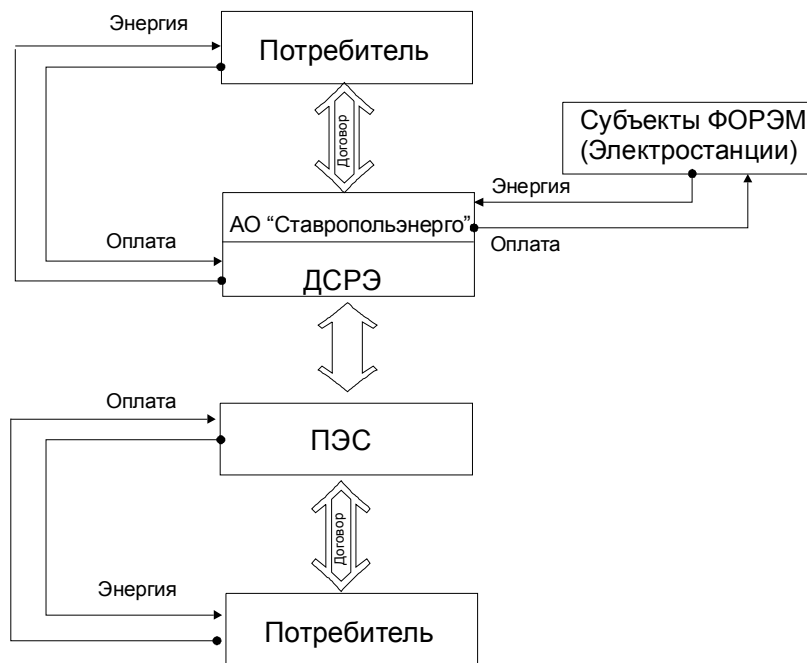 Энергия
Потребитель
Договор
Субъекты ФОРЭМ
(Электростанции)
Энергия
АО “Ставропольэнерго”
Оплата
Оплата
ДСРЭ
Оплата
ПЭС
Договор
Энергия
Потребитель